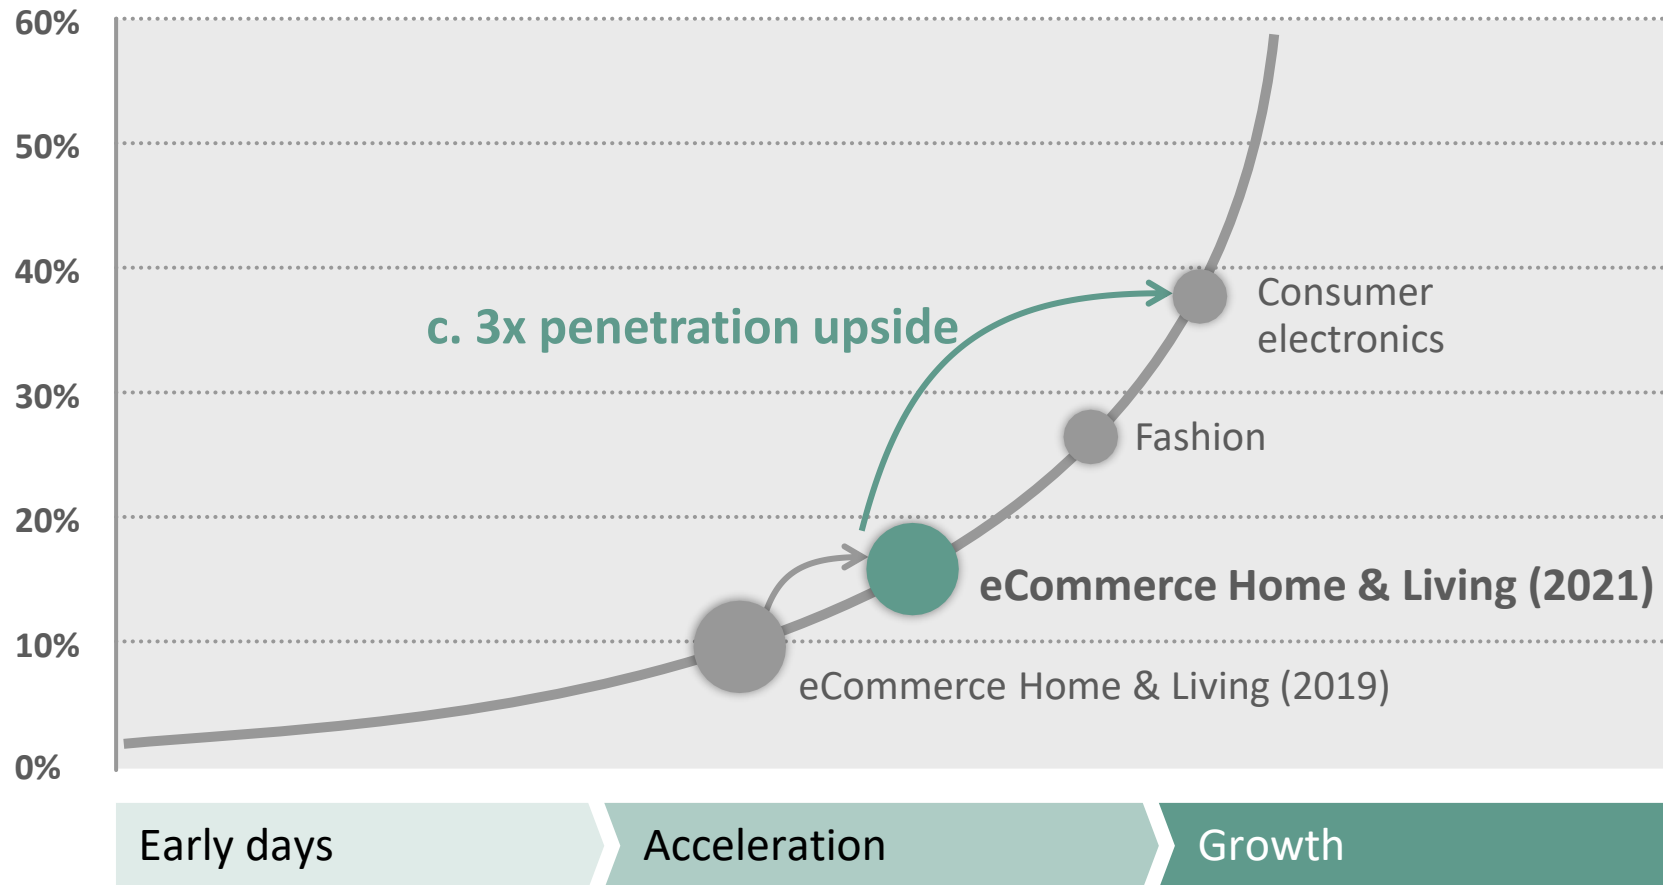 60%
50%
40%
30%
20%
10%
0%
c. 3x penetration upside
Consumer
electronics
Fashion
eCommerce Home & Living (2021)
eCommerce Home & Living (2019)
Early days
Acceleration
Growth